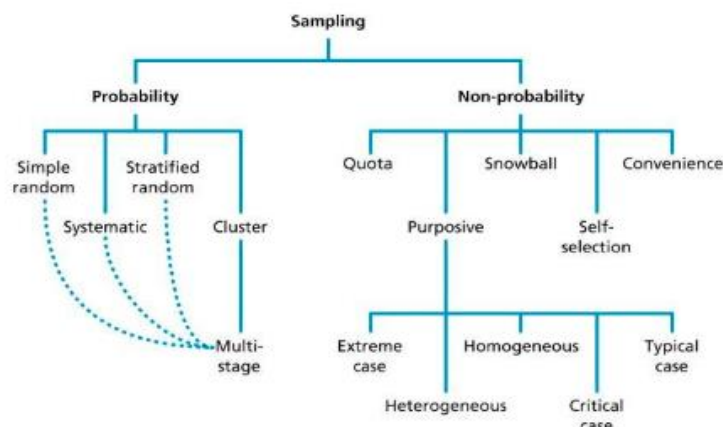 Sampling
Probability
Non-probability
Simple
random
Stratified
random
Quota
Snowball
Convenience
Systematic
Cluster
Purposive
Self-
selection
Multi-
stage
Extreme
case
Homogeneous
Typical
case
Heterogeneous
Critical
case